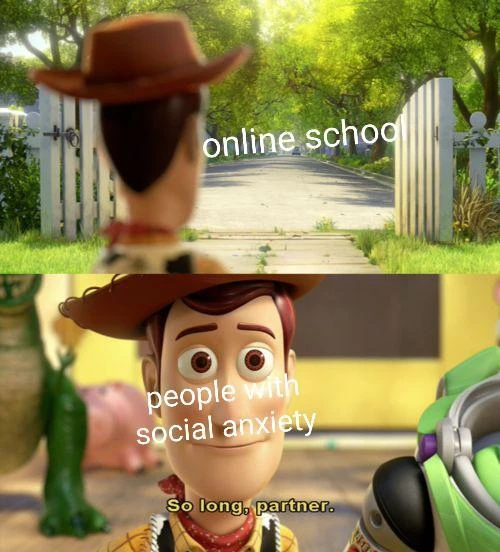 online school
people with
social anxiety
So long, partner.